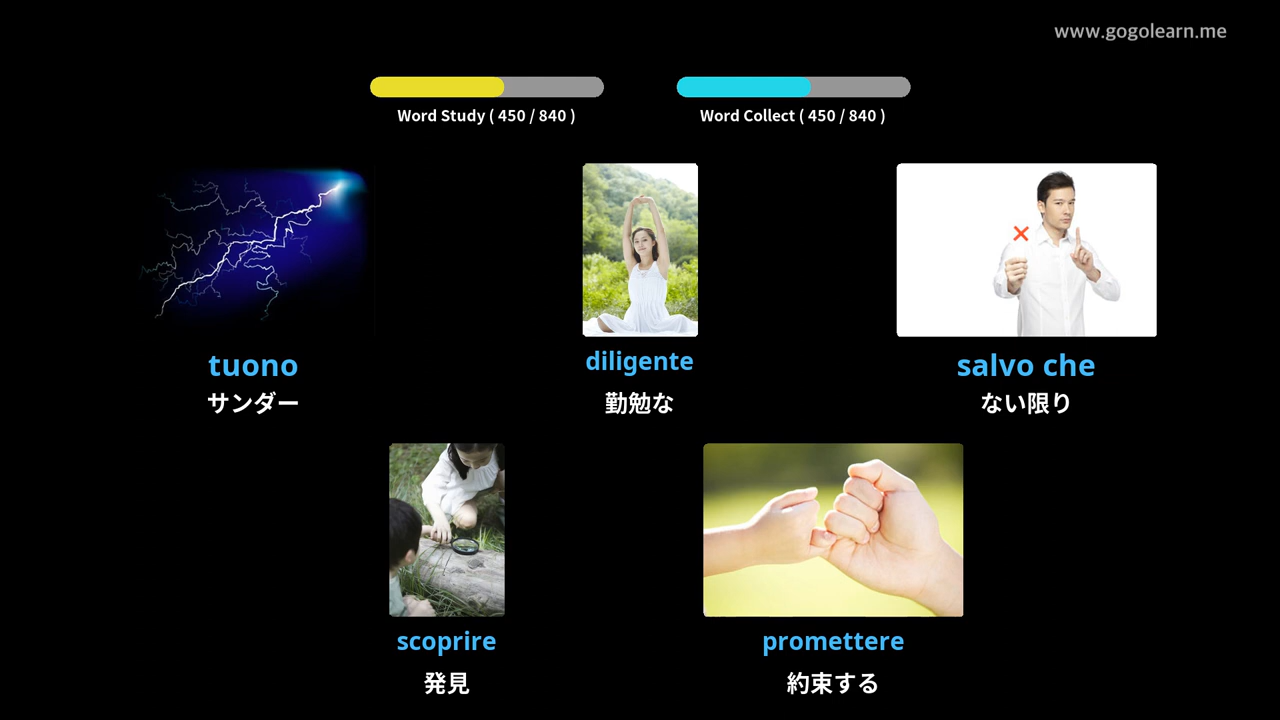 www.gogolearn.me
Word Study ( 450 / 840 )
Word Collect ( 450 / 840 )
tuono
サンダー
diligente
勤勉な
salvo che
ない限り
scoprire
発見
promettere
約束する